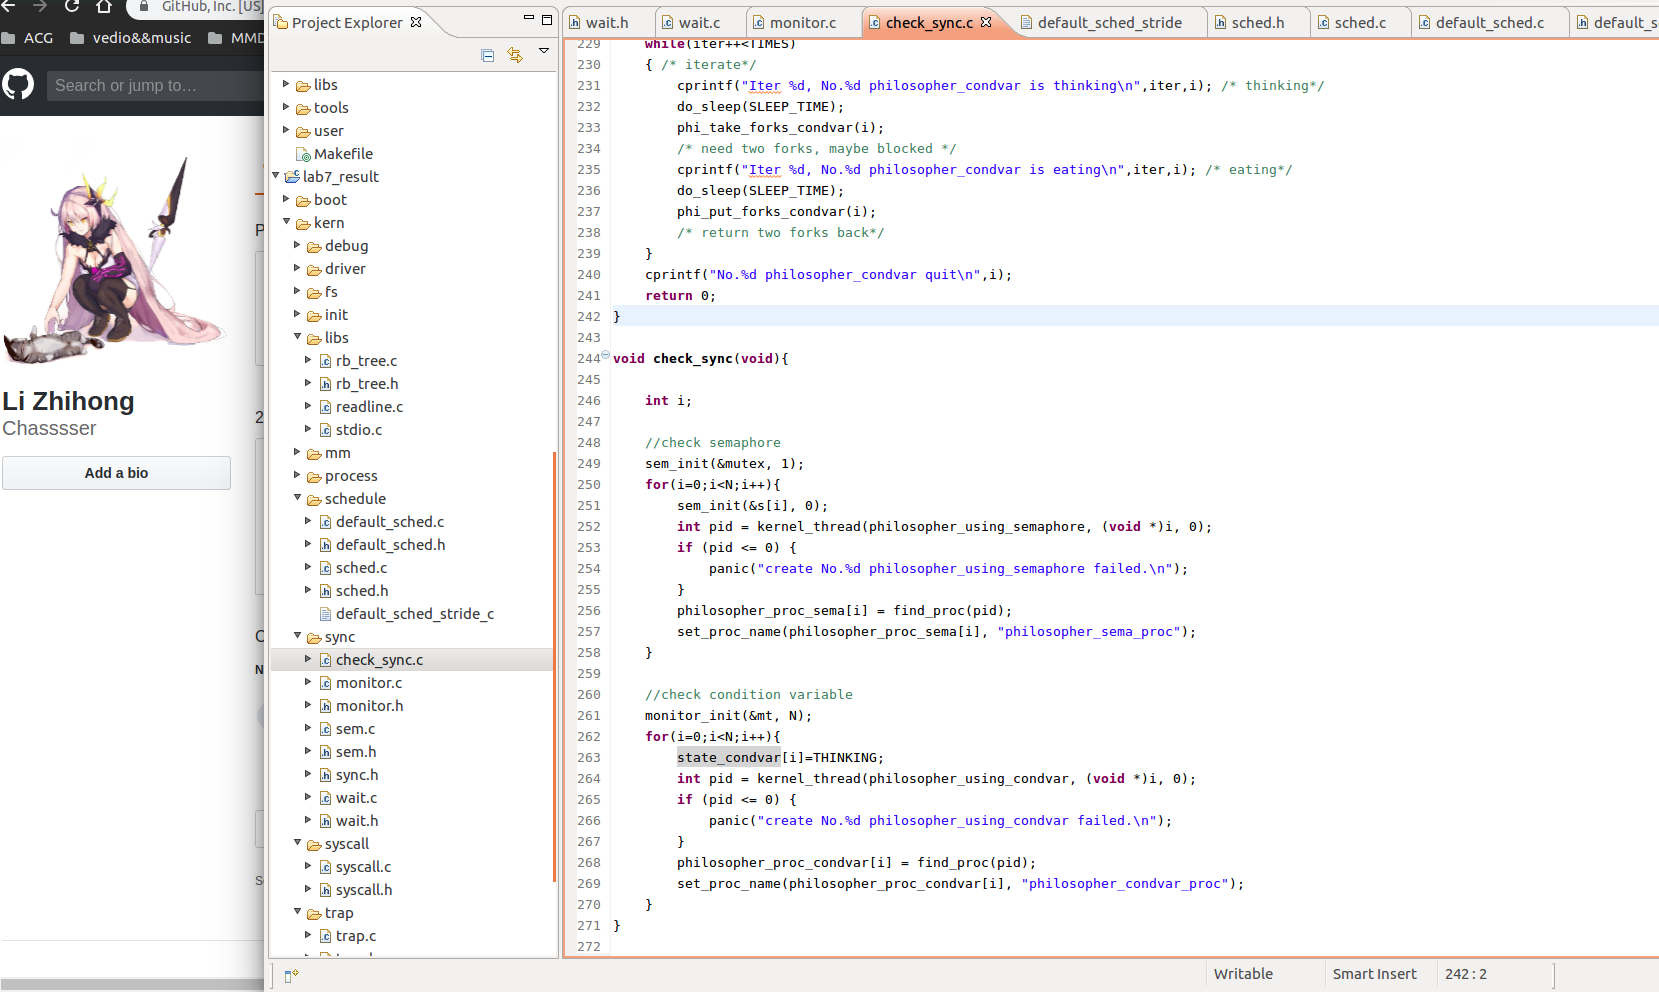 GitHub, Inc. [US]
ACG vedio&&music MMD
Search or jump to…
Li Zhihong
Chasssser
Add a bio
Project Explorer
libs
tools
user
Makefile
lab7_result
boot
kern
debug
driver
fs
init
libs
rb_tree.c
rb_tree.h
readline.c
stdio.c
mm
process
schedule
default_sched.c
default_sched.h
sched.c
sched.h
default_sched_stride_c
sync
check_sync.c
monitor.c
monitor.h
sem.c
sem.h
sync.h
wait.c
wait.h
syscall
syscall.c
syscall.h
trap
trap.c
wait.h wait.c monitor.c check_sync.c default_sched_stride sched.h sched.c default_sched.c default_s
229 while(iter++<TIMES)
230 { /* iterate*/
231 cprintf("Iter %d, No.%d philosopher_condvar is thinking\n",iter,i); /* thinking*/
232 do_sleep(SLEEP_TIME);
233 phi_take_forks_condvar(i);
234 /* need two forks, maybe blocked */
235 cprintf("Iter %d, No.%d philosopher_condvar is eating\n",iter,i); /* eating*/
236 do_sleep(SLEEP_TIME);
237 phi_put_forks_condvar(i);
238 /* return two forks back*/
239 }
240 cprintf("No.%d philosopher_condvar quit\n",i);
241 return 0;
242 }
243
244 void check_sync(void){
245
246 int i;
247
248 //check semaphore
249 sem_init(&mutex, 1);
250 for(i=0;i<N;i++){
251 sem_init(&s[i], 0);
252 int pid = kernel_thread(philosopher_using_semaphore, (void *)i, 0);
253 if (pid <= 0) {
254 panic("create No.%d philosopher_using_semaphore failed.\n");
255 }
256 philosopher_proc_sema[i] = find_proc(pid);
257 set_proc_name(philosopher_proc_sema[i], "philosopher_sema_proc");
258 }
259
260 //check condition variable
261 monitor_init(&mt, N);
262 for(i=0;i<N;i++){
263 state_condvar[i]=THINKING;
264 int pid = kernel_thread(philosopher_using_condvar, (void *)i, 0);
265 if (pid <= 0) {
266 panic("create No.%d philosopher_using_condvar failed.\n");
267 }
268 philosopher_proc_condvar[i] = find_proc(pid);
269 set_proc_name(philosopher_proc_condvar[i], "philosopher_condvar_proc");
270 }
271 }
272
Writable Smart Insert 242 : 2